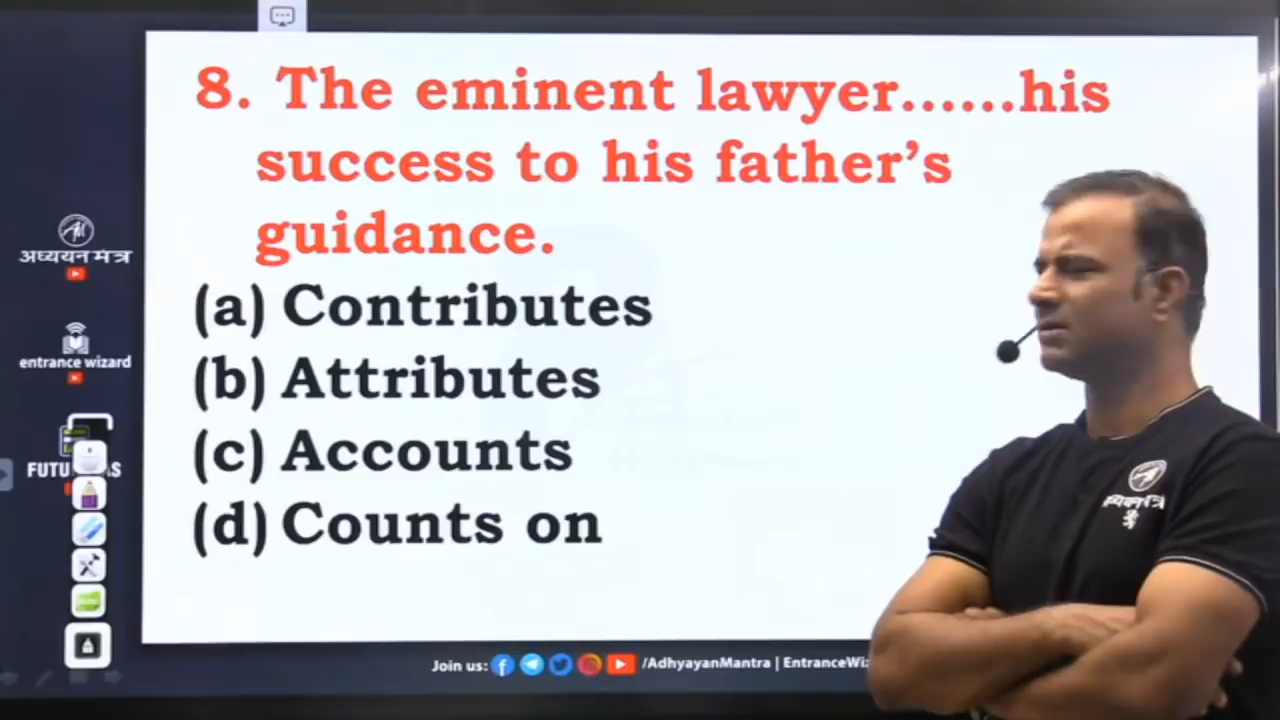 8. The eminent lawyer......his
success to his father's
guidance.
(a) Contributes
(b) Attributes
(c) Accounts
(d) Counts on
अध्ययन मंत्र
entrance wizard
Join us: /AdhyayanMantra | EntranceWiz